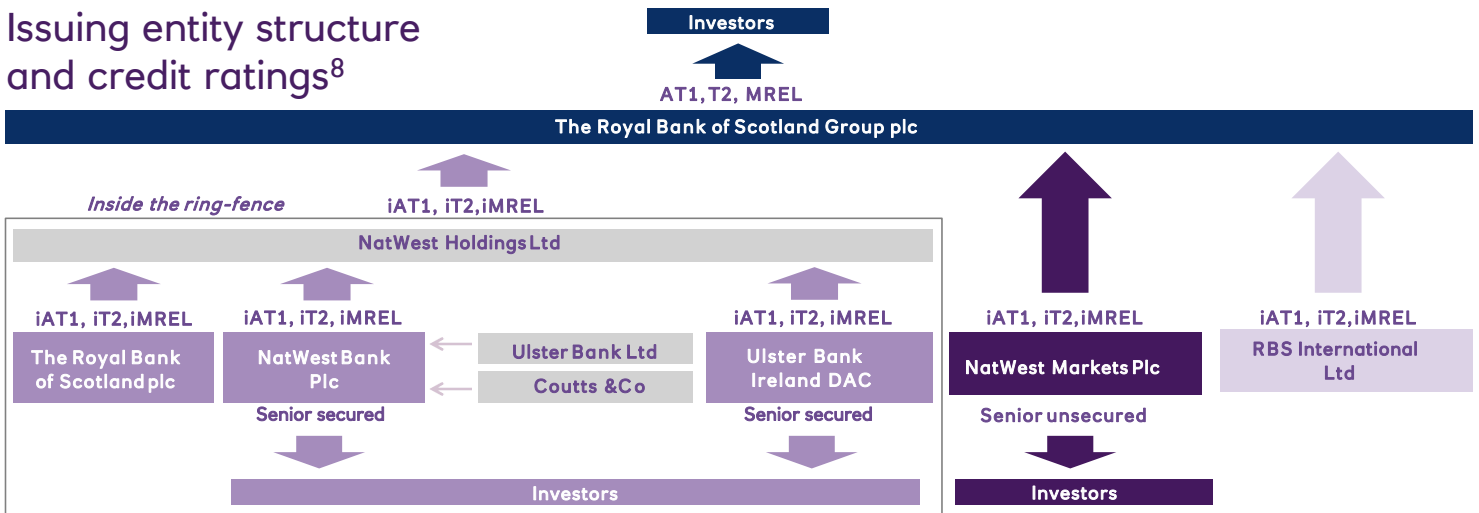 Issuing entity structure
and credit ratings8
Investors
AT1,T2, MREL
The Royal Bank of Scotland Group plc
Inside the ring-fence
iAT1, iT2,iMREL
NatWest Holdings Ltd
iAT1, iT2,iMREL
iAT1, iT2, iMREL
iAT1, iT2, iMREL
iAT1, iT2,iMREL
iAT1, iT2,iMREL
The Royal Bank
of Scotland plc
NatWest Bank
Plc
Ulster Bank Ltd
Coutts &Co
Ulster Bank
Ireland DAC
NatWest Markets Plc
RBS International
Ltd
Senior secured
Senior secured
Senior unsecured
Investors
Investors